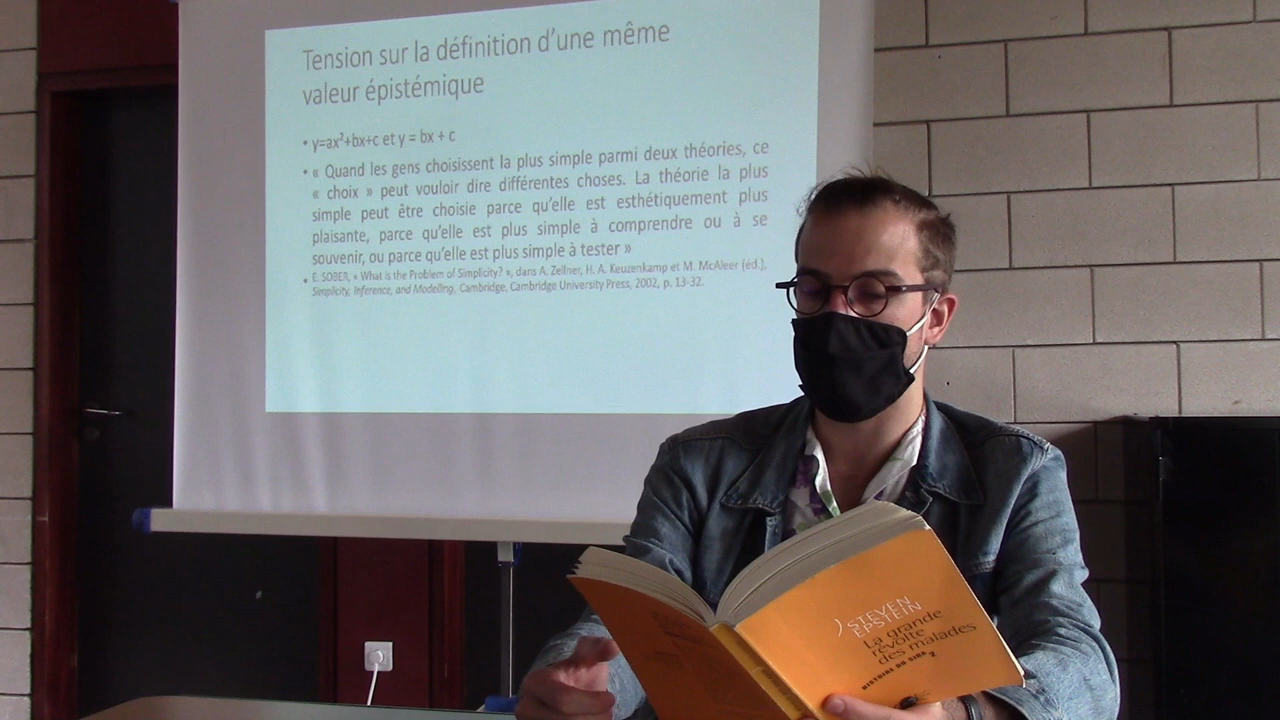 Tension sur la définition d'une même
valeur épistémique
• y=ax²+bx+c et y = bx + c
• « Quand les gens choisissent la plus simple parmi deux théories, ce
« choix » peut vouloir dire différentes choses. La théorie la plus
simple peut être choisie parce qu'elle est esthétiquement plus
plaisante, parce qu'elle est plus simple à comprendre ou à se
souvenir, ou parce qu'elle est plus simple à tester »
• E. SOBER, « What is the Problem of Simplicity? », dans A. Zellner, H. A. Keuzenkamp et M. McAleer (éd.),
Simplicity, Inference, and Modelling, Cambridge, Cambridge University Press, 2002, p. 13-32.
) STEVEN
EPSTEIN
La grande
révolte
des malades
HISTOIRE DU SIDA 2